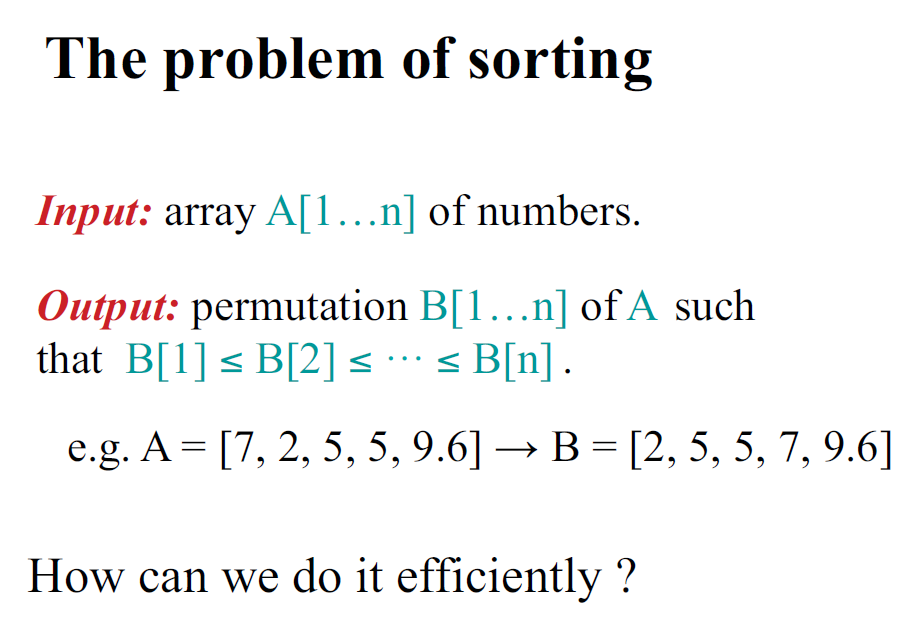 The problem of sorting
Input: array A[1…n] of numbers.
Output: permutation B[1…n] of A such
that B[1] ≤ B[2] ≤ ⋯ ≤ B[n] .
e.g. A = [7, 2, 5, 5, 9.6] → B = [2, 5, 5, 7, 9.6]
How can we do it efficiently ?